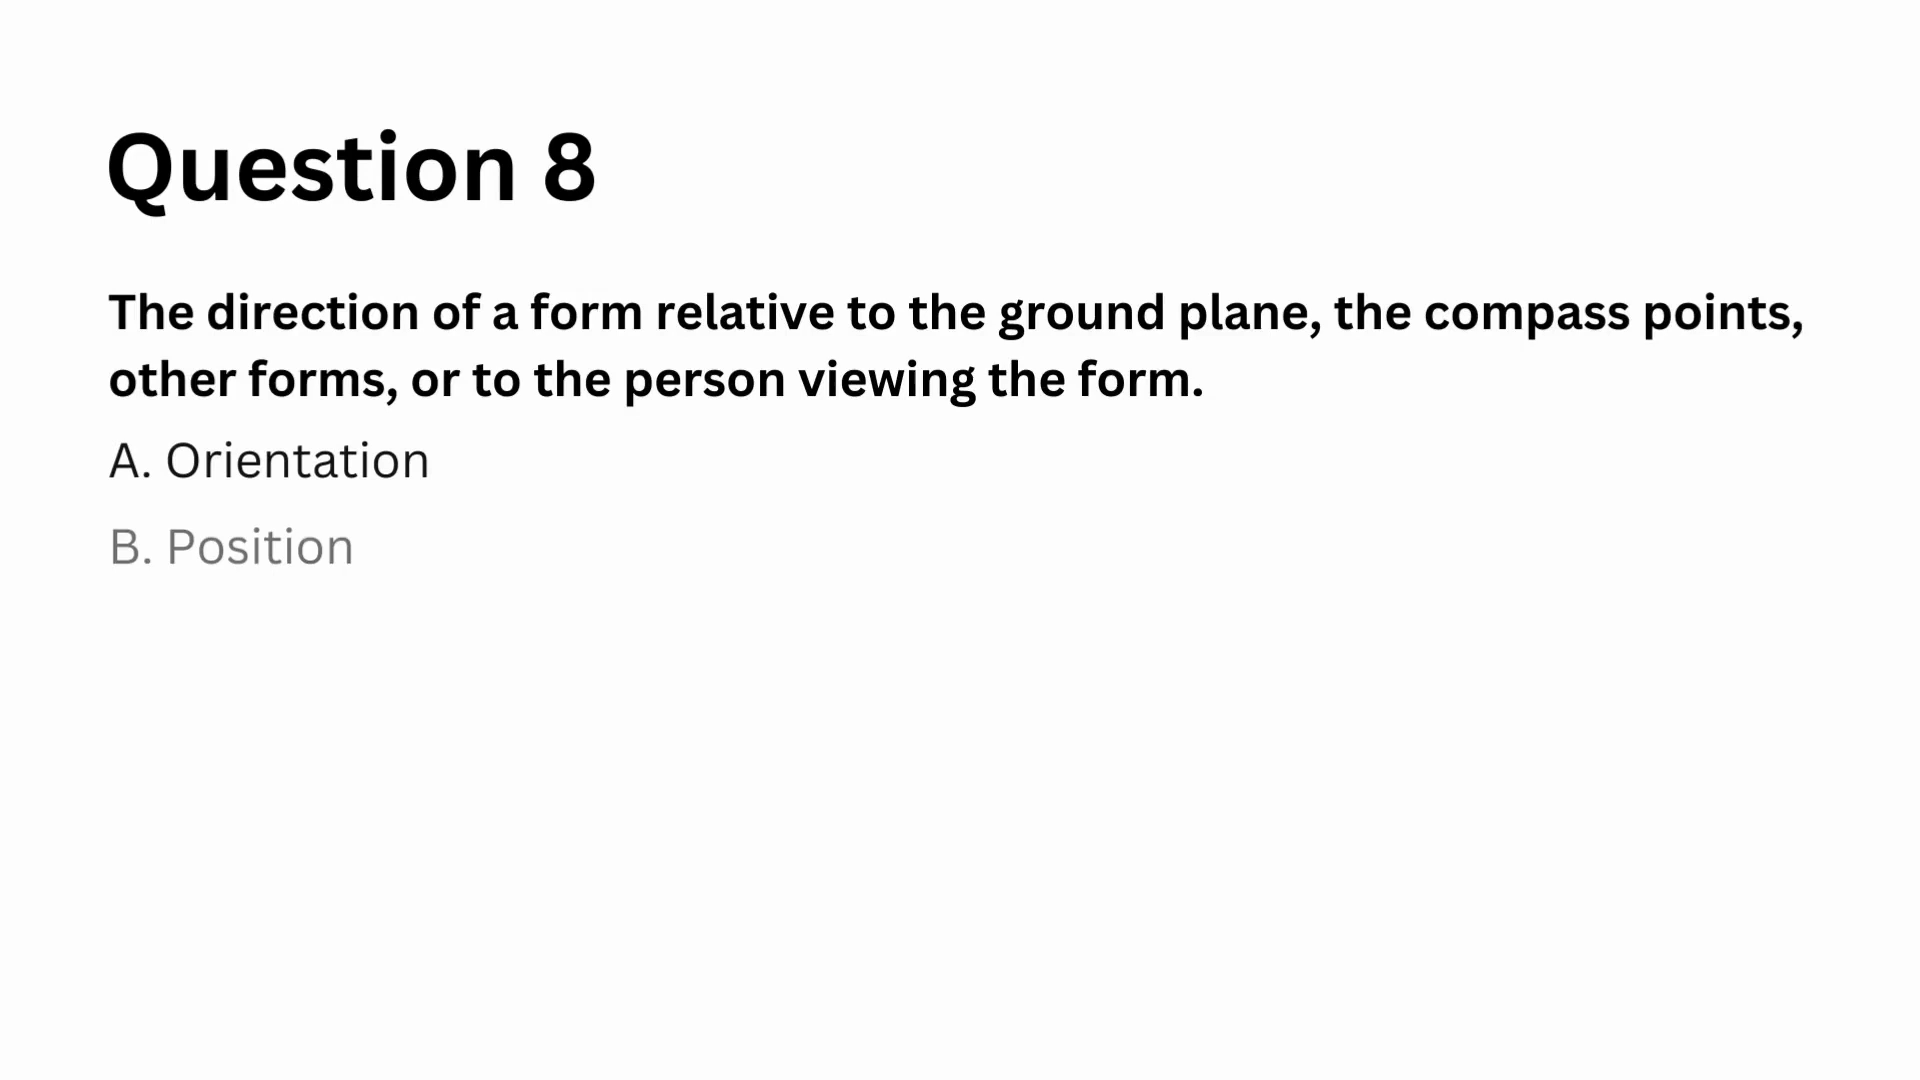 Question 8
The direction of a form relative to the ground plane, the compass points,
other forms, or to the person viewing the form.
A. Orientation
B. Position